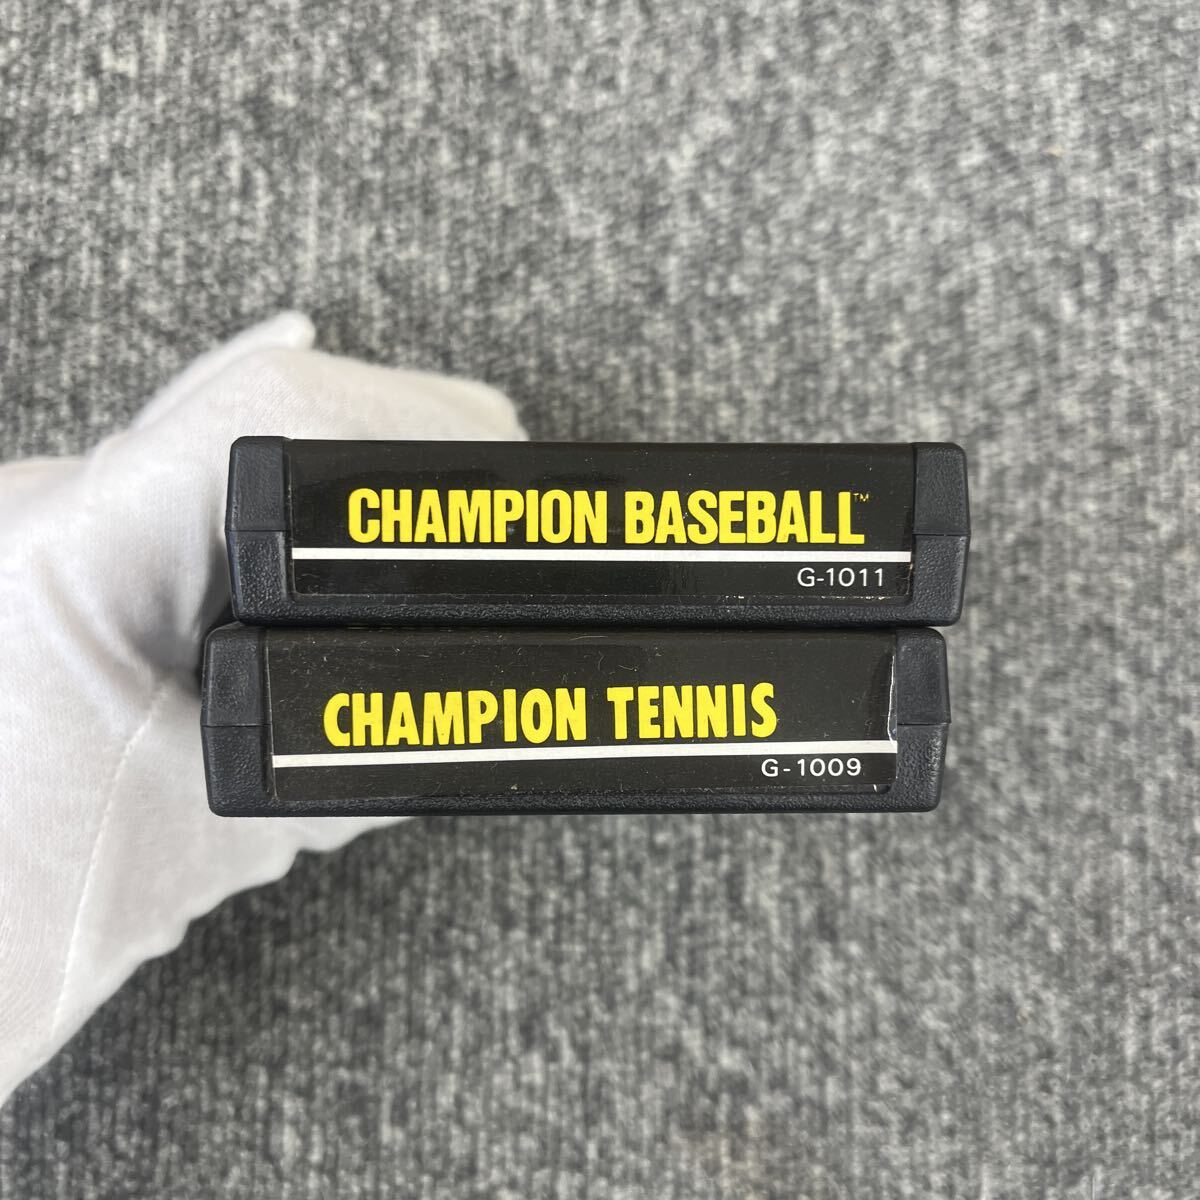 CHAMPION BASEBALL™
G-1011
CHAMPION TENNIS
G-1009